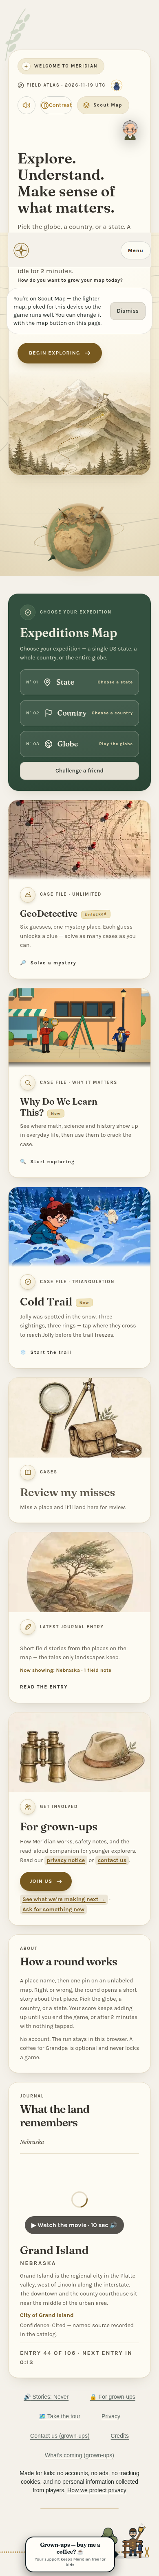 WELCOME TO MERIDIAN
FIELD ATLAS · 2028-11-19 UTC
Contrast
Scout Map
Explore.
Understand.
Make sense of
what matters.
Pick the globe, a country, or a state. A
Menu
idle for 2 minutes.
How do you want to grow your map today?
You're on Scout Map — the lighter
map, picked for this device so the
game runs well. You can change it
with the map button on this page.
Dismiss
BEGIN EXPLORING →
CHOOSE YOUR EXPEDITION
Expeditions Map
Choose your expedition — a single US state, a
whole country, or the entire globe.
N° 01 State Choose a state
N° 02 Country Choose a country
N° 03 Globe Play the globe
Challenge a friend
CASE FILE · UNLIMITED
GeoDetective Unlocked
Six guesses, one mystery place. Each guess
unlocks a clue — solve as many cases as you
can.
Solve a mystery
CASE FILE · WHY IT MATTERS
Why Do We Learn
This? New
See where math, science and history show up
in everyday life, then use them to crack the
case.
Start exploring
CASE FILE · TRIANGULATION
Cold Trail New
Jolly was spotted in the snow. Three
sightings, three rings — tap where they cross
to reach Jolly before the trail freezes.
Start the trail
CASES
Review my misses
Miss a place and it'll land here for review.
LATEST JOURNAL ENTRY
Short field stories from the places on the
map — the tales only landscapes keep.
Now showing: Nebraska · 1 field note
READ THE ENTRY
GET INVOLVED
For grown-ups
How Meridian works, safety notes, and the
read-aloud companion for younger explorers.
Read our privacy notice or contact us.
JOIN US →
See what we're making next →
Ask for something new
ABOUT
How a round works
A place name, then one pin on an unlabeled
map. Right or wrong, the round opens a short
story about that place. Pick the globe, a
country, or a state. Your score keeps adding
up until you end the game, or after 2 minutes
with nothing tapped.
No account. The run stays in this browser. A
coffee for Grandpa is optional and never locks
a game.
JOURNAL
What the land
remembers
Nebraska
▶ Watch the movie · 10 sec 🔊
Grand Island
NEBRASKA
Grand Island is the regional city in the Platte
valley, west of Lincoln along the interstate.
The downtown and the county courthouse sit
near the middle of the urban area.
City of Grand Island
Confidence: Cited — named source recorded
in the catalog.
ENTRY 44 OF 106 · NEXT ENTRY IN
0:13
🔊 Stories: Never
🔒 For grown-ups
🗺️ Take the tour
Privacy
Contact us (grown-ups)
Credits
What's coming (grown-ups)
Made for kids: no accounts, no ads, no tracking
cookies, and no personal information collected
from players. How we protect privacy
Grown-ups — buy me a
coffee? ☕
Your support keeps Meridian free for
kids